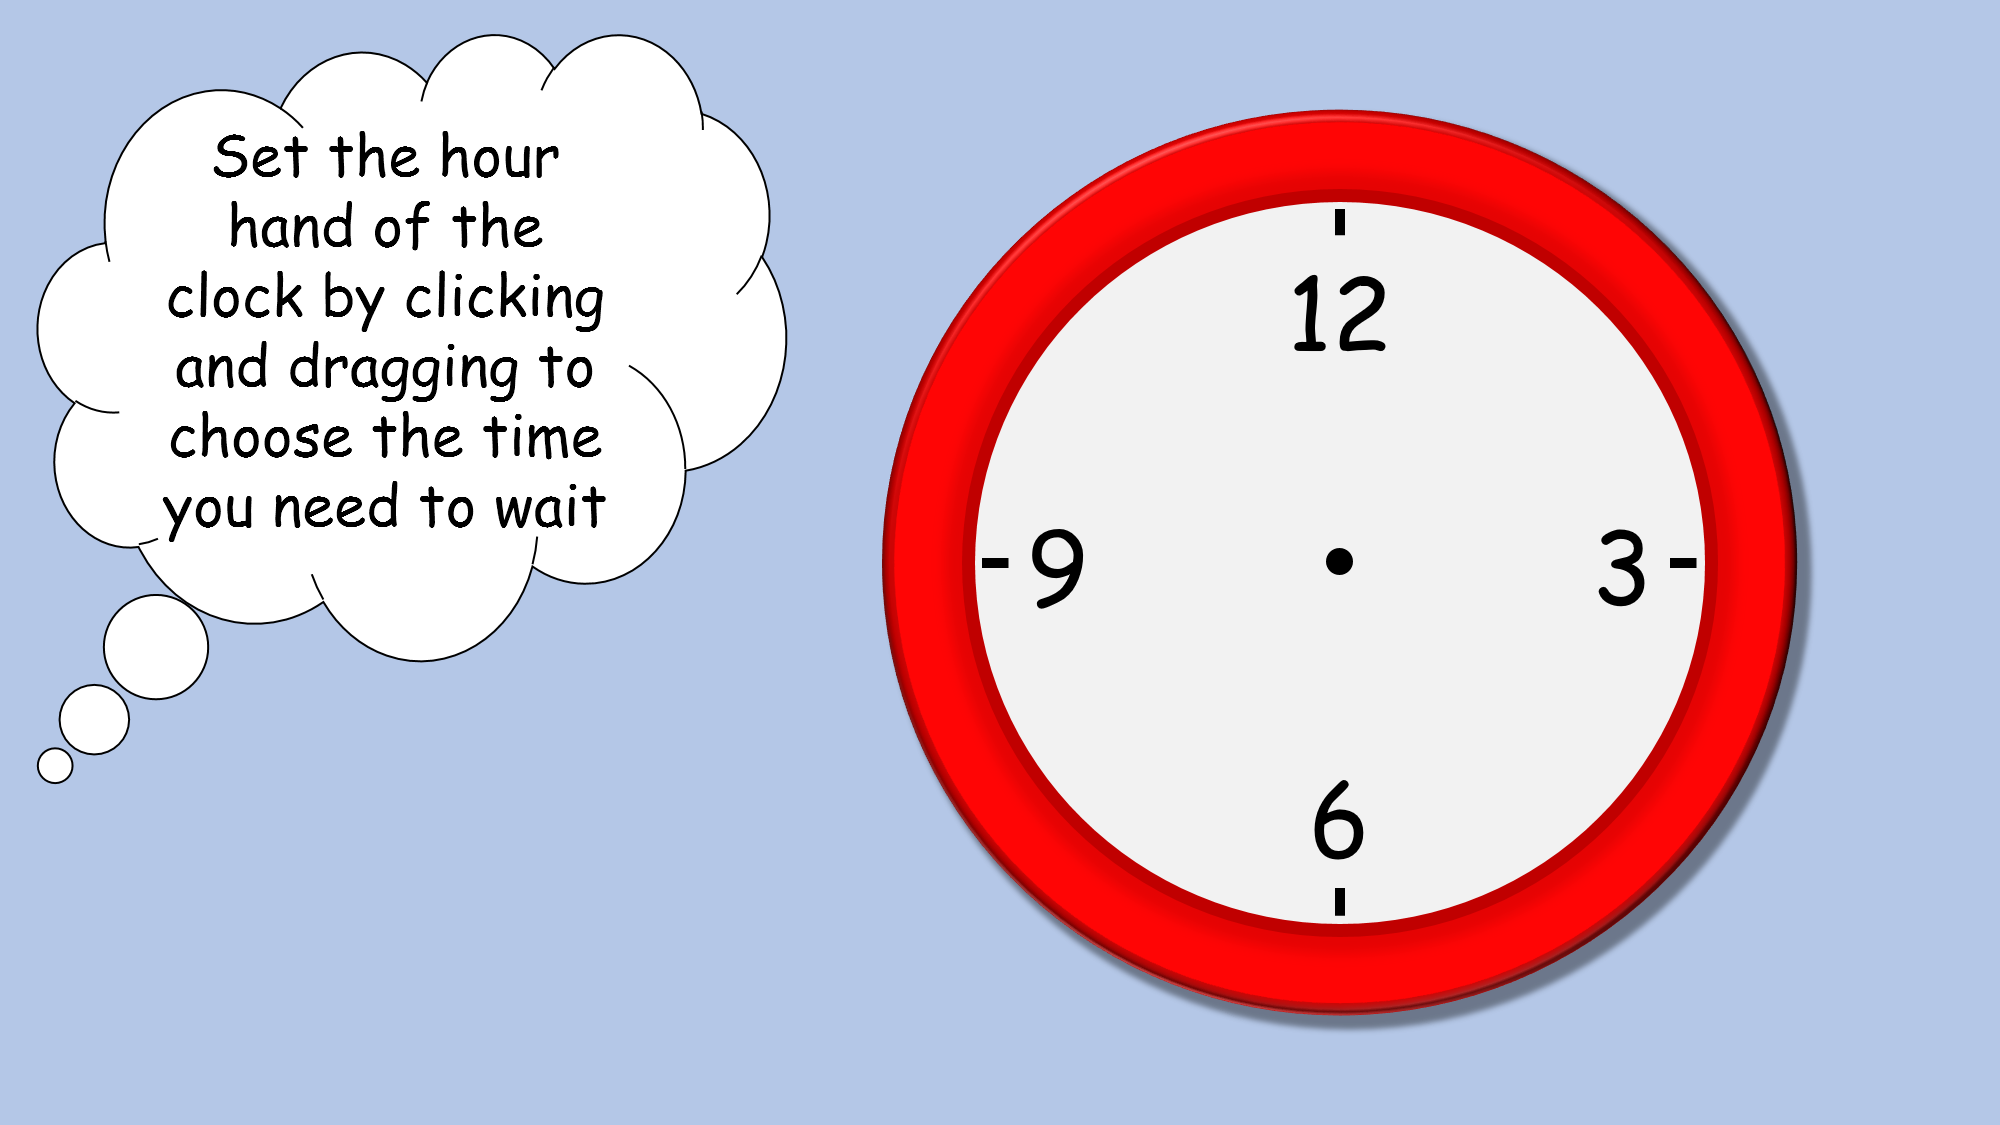 Set the hour
hand of the
clock by clicking
and dragging to
choose the time
you need to wait
12
9
3
6